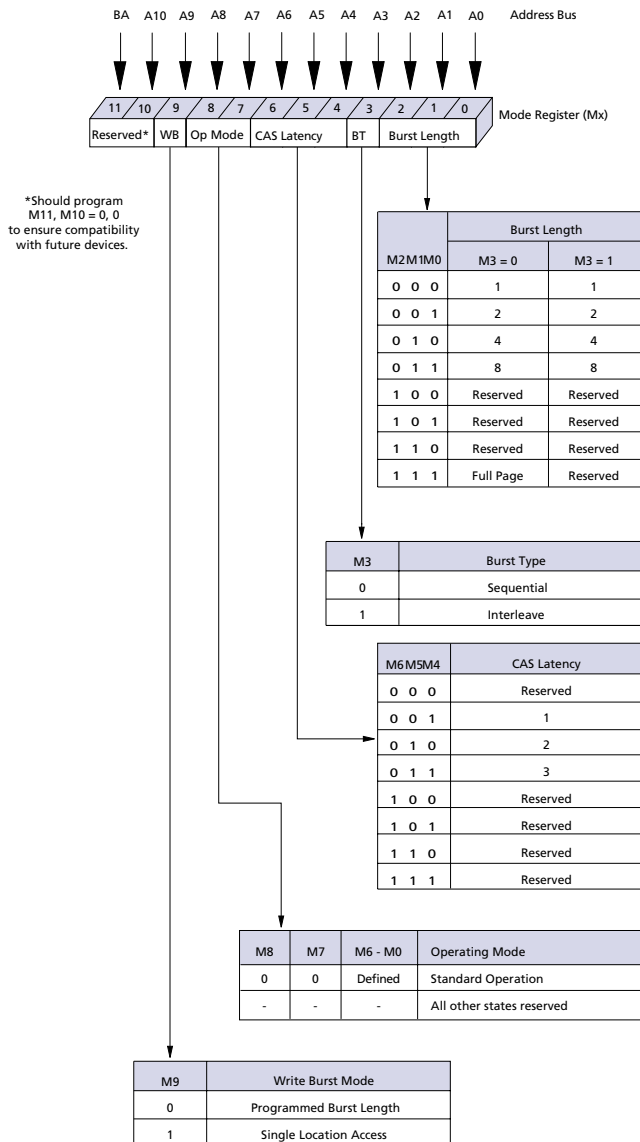 BA A10 A9 A8 A7 A6 A5 A4 A3 A2 A1 A0 Address Bus
11 10 9 8 7 6 5 4 3 2 1 0 Mode Register (Mx)
Reserved* WB Op Mode CAS Latency BT Burst Length
*Should program
M11, M10 = 0, 0
to ensure compatibility
with future devices.
Burst Length
M2M1M0 M3 = 0 M3 = 1
0 0 0 1 1
0 0 1 2 2
0 1 0 4 4
0 1 1 8 8
1 0 0 Reserved Reserved
1 0 1 Reserved Reserved
1 1 0 Reserved Reserved
1 1 1 Full Page Reserved
M3 Burst Type
0 Sequential
1 Interleave
M6M5M4 CAS Latency
0 0 0 Reserved
0 0 1 1
0 1 0 2
0 1 1 3
1 0 0 Reserved
1 0 1 Reserved
1 1 0 Reserved
1 1 1 Reserved
M8 M7 M6 - M0 Operating Mode
0 0 Defined Standard Operation
- - - All other states reserved
M9 Write Burst Mode
0 Programmed Burst Length
1 Single Location Access